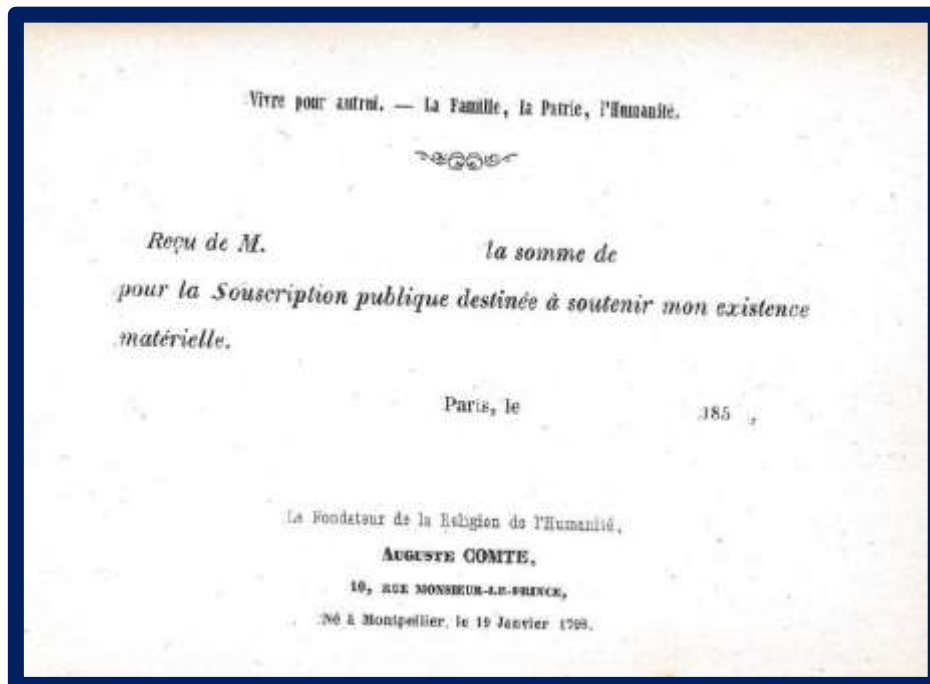 Vivre pour autrui. — La Famille, la Patrie, l'Humanité.
Reçu de M. la somme de
pour la Souscription publique destinée à soutenir mon existence
matérielle.
Paris, le 185 ,
Le Fondateur de la Religion de l'Humanité,
AUGUSTE COMTE,
10, RUE MONSIEUR-LE-PRINCE,
Né à Montpellier, le 19 Janvier 1798.